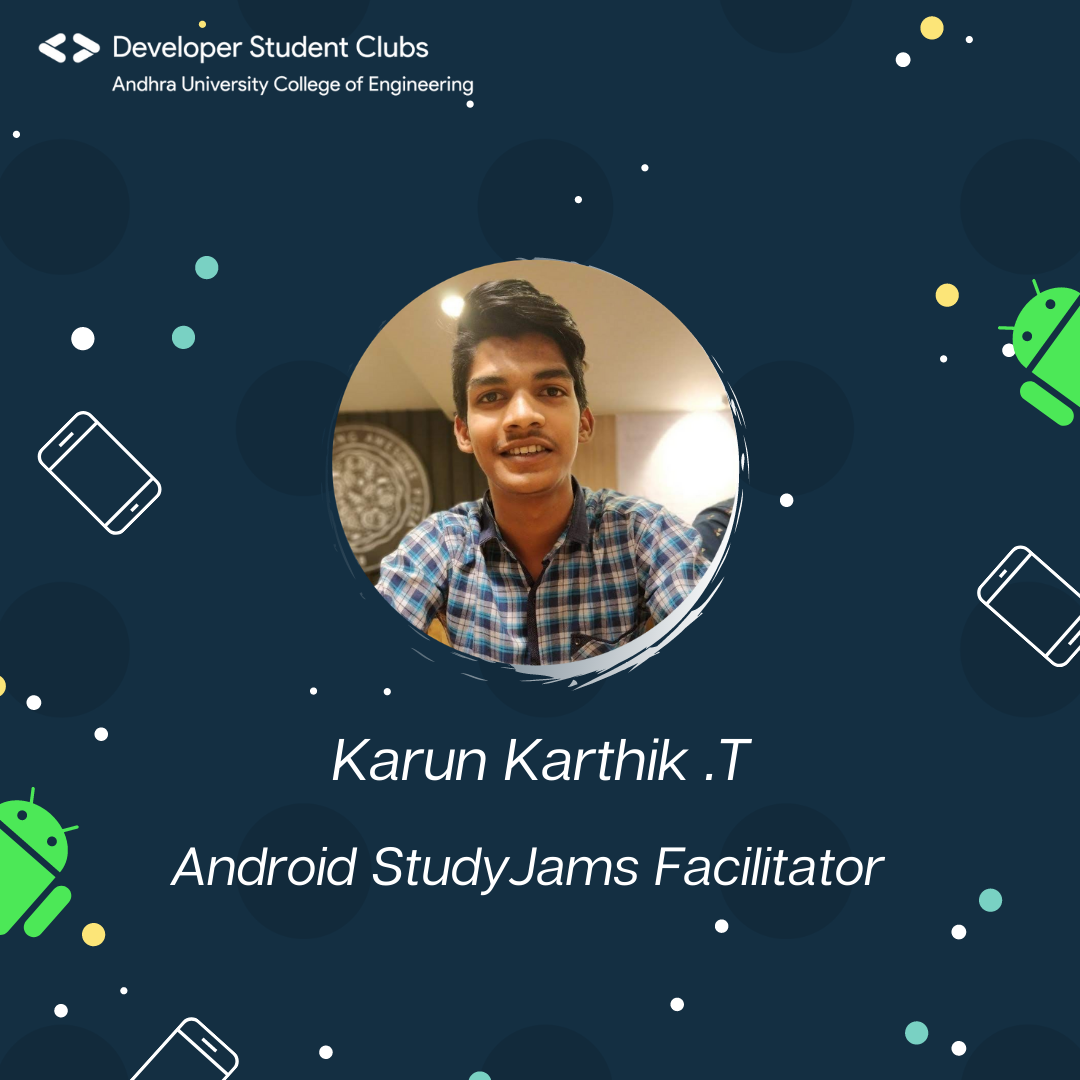 Developer Student Clubs
Andhra University College of Engineering
Karun Karthik .T
Android StudyJams Facilitator